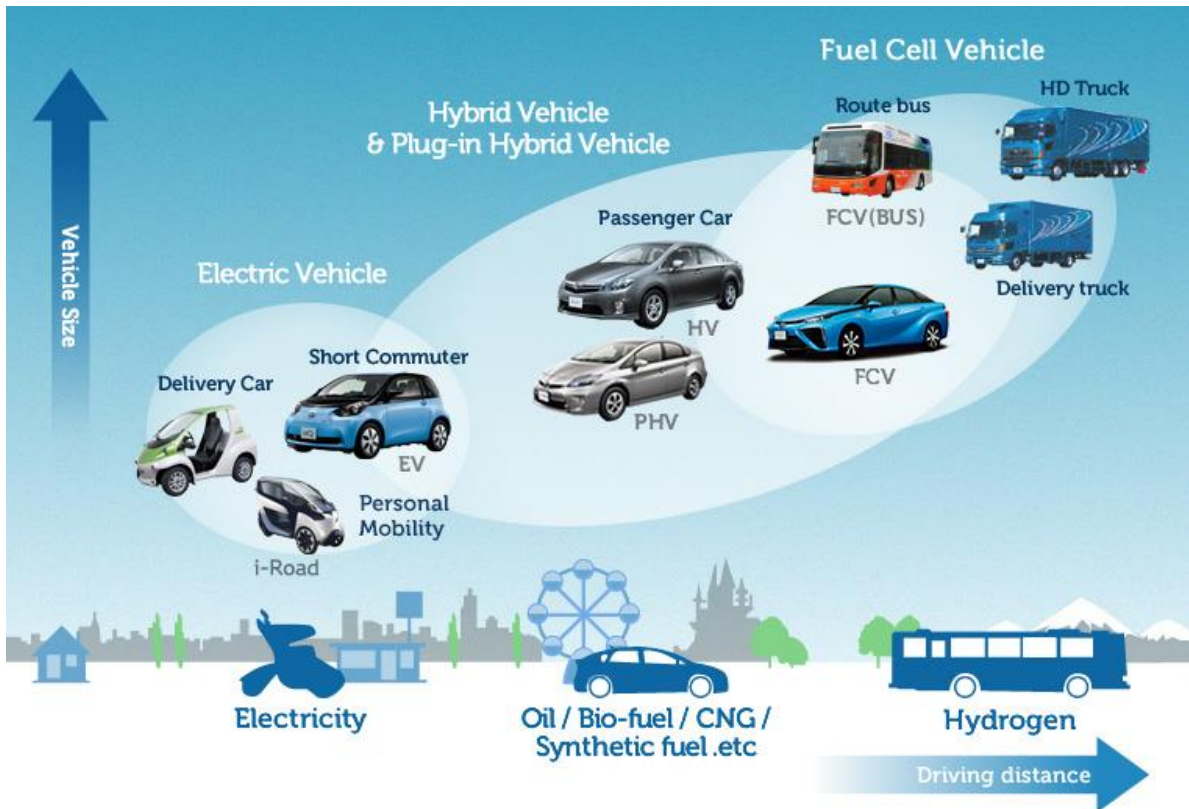 Fuel Cell Vehicle
HD Truck
Route bus
Hybrid Vehicle
& Plug-in Hybrid Vehicle
FCV(BUS)
Passenger Car
Vehicle Size
Electric Vehicle
Delivery truck
HV
Short Commuter
FCV
Delivery Car
PHV
EV
Personal
Mobility
i-Road
Electricity
Oil / Bio-fuel / CNG /
Synthetic fuel .etc
Hydrogen
Driving distance